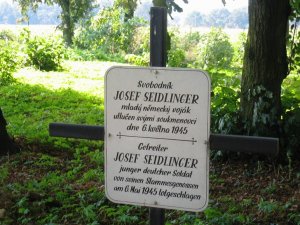 Svobodník
JOSEF SEIDLINGER
mladý německý voják
utlučen svými soukmenovci
dne 6. května 1945
Gefreiter
JOSEF SEIDLINGER
junger deutscher Soldat
von seinen Stammesgenossen
am 6. Mai 1945 totgeschlagen